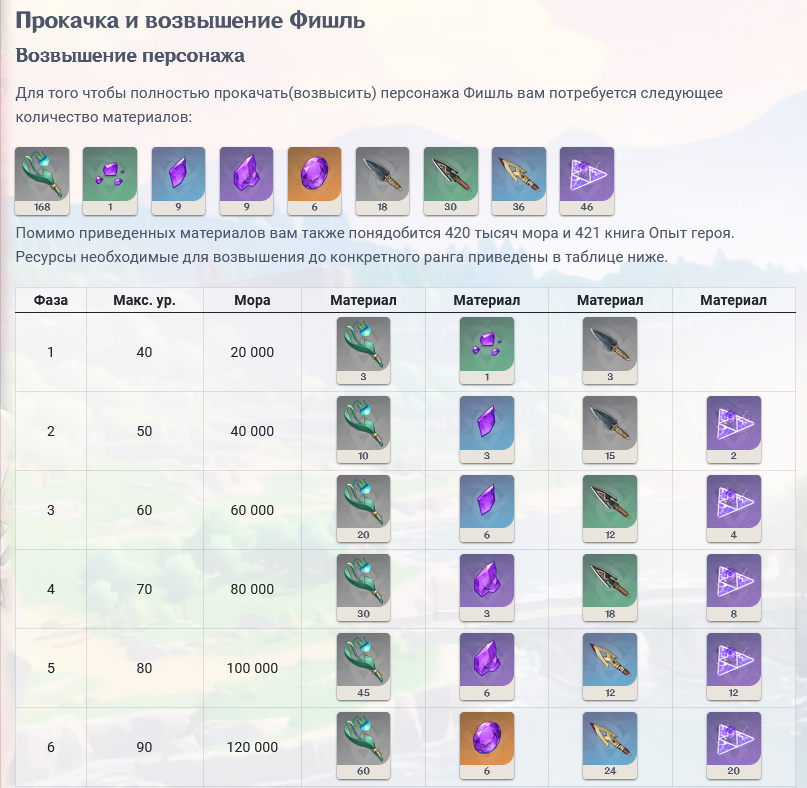 Прокачка и возвышение Фишль
Возвышение персонажа
Для того чтобы полностью прокачать(возвысить) персонажа Фишль вам потребуется следующее
количество материалов:
168 1 9 9 6 18 30 36 46
Помимо приведенных материалов вам также понядобится 420 тысяч мора и 421 книга Опыт героя.
Ресурсы необходимые для возвышения до конкретного ранга приведены в таблице ниже.
Фаза Макс. ур. Мора Материал Материал Материал Материал
1 40 20 000 3 1 3
2 50 40 000 10 3 15 2
3 60 60 000 20 6 12 4
4 70 80 000 30 3 18 8
5 80 100 000 45 6 12 12
6 90 120 000 60 6 24 20